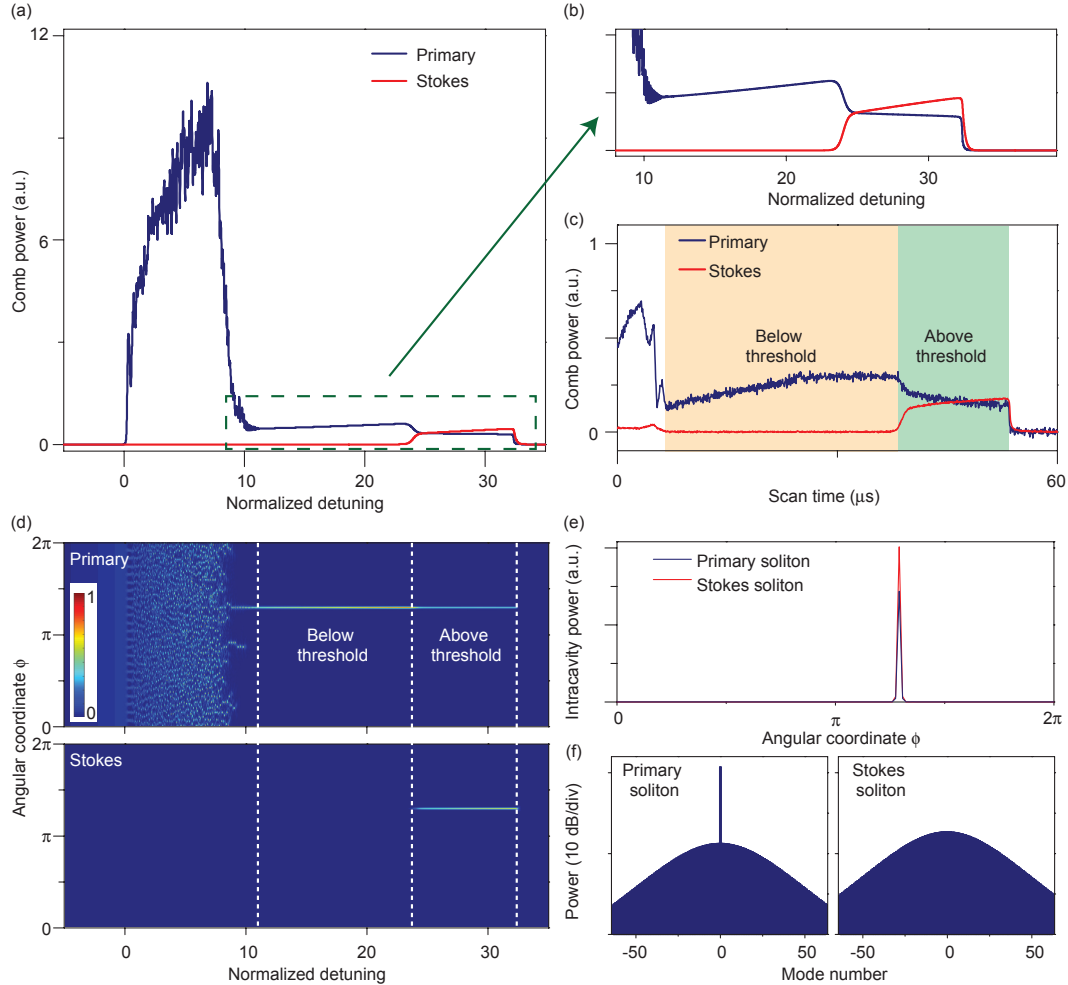 (a)
12
6
0
Comb power (a.u.)
Primary
Stokes
0
10
20
30
Normalized detuning
(b)
10
20
30
Normalized detuning
(c)
1
0
Comb power (a.u.)
Primary
Stokes
Below
threshold
Above
threshold
0
60
Scan time (μs)
(d)
2π
π
0
Primary
1
0
Below
threshold
Above
threshold
Angular coordinate ϕ
2π
π
0
Stokes
0
10
20
30
Normalized detuning
(e)
Intracavity power (a.u.)
Primary soliton
Stokes soliton
0
π
2π
Angular coordinate ϕ
(f)
Power (10 dB/div)
Primary
soliton
Stokes
soliton
-50
0
50
-50
0
50
Mode number